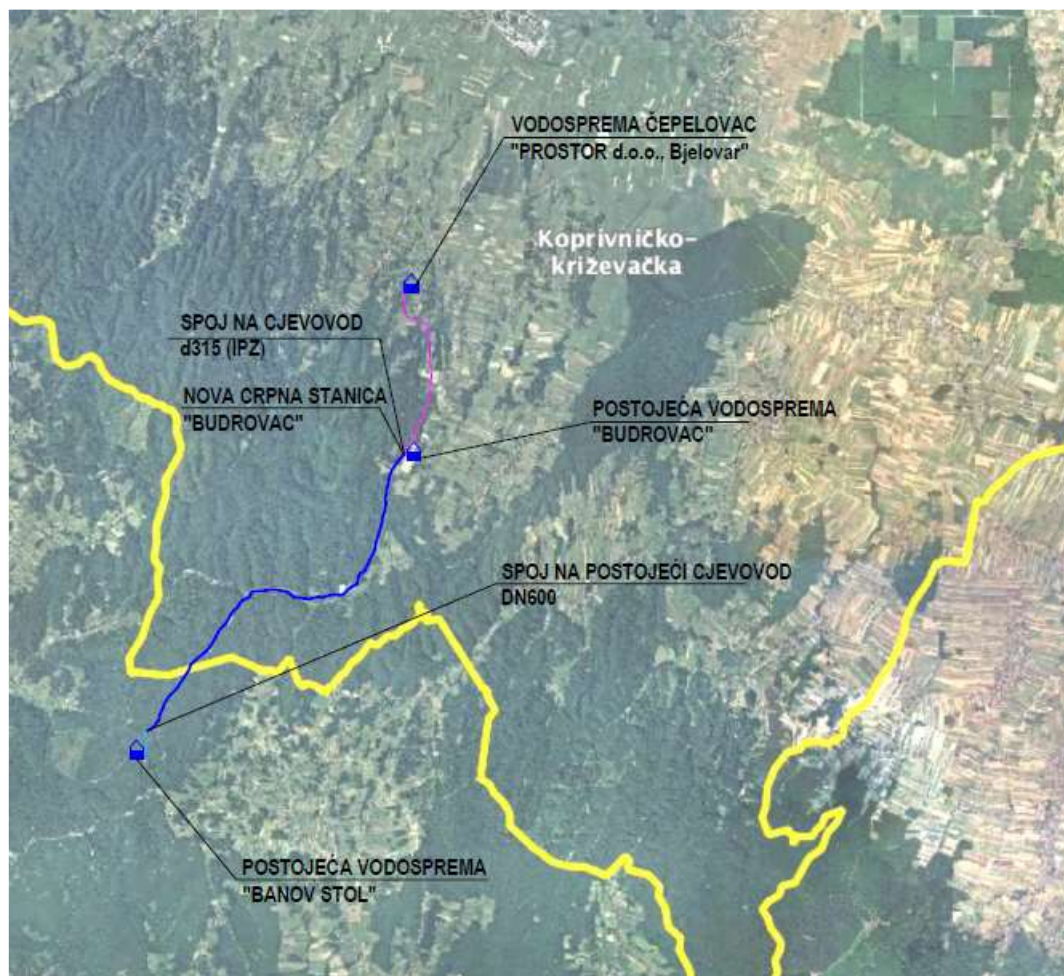 VODOSPREMA ČEPELOVAC
"PROSTOR d.o.o., Bjelovar"
Koprivničko-
križevačka
SPOJ NA CJEVOVOD
d315 (IPZ)
NOVA CRPNA STANICA
"BUDROVAC"
POSTOJEĆA VODOSPREMA
"BUDROVAC"
SPOJ NA POSTOJEĆI CJEVOVOD
DN600
POSTOJEĆA VODOSPREMA
"BANOV STOL"